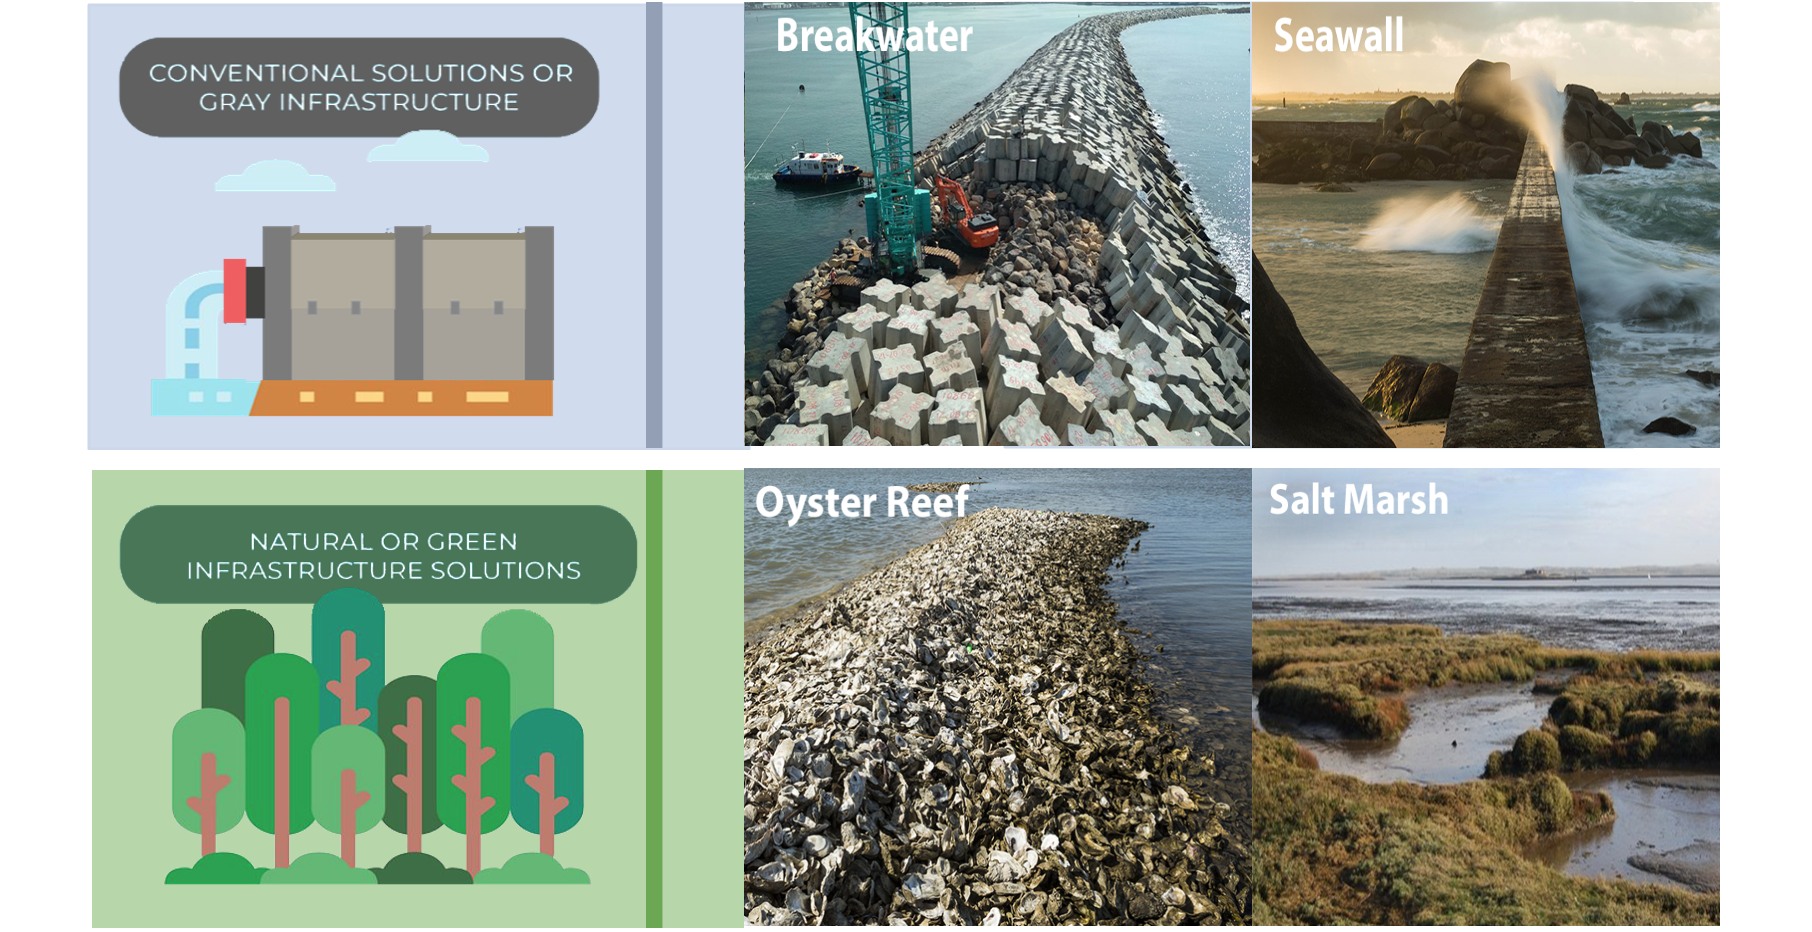 CONVENTIONAL SOLUTIONS OR
GRAY INFRASTRUCTURE
Breakwater
Seawall
NATURAL OR GREEN
INFRASTRUCTURE SOLUTIONS
Oyster Reef
Salt Marsh